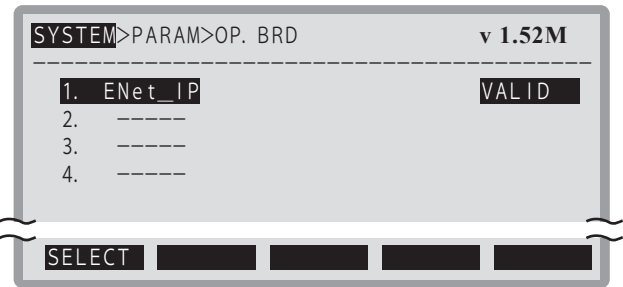 SYSTEM>PARAM>OP. BRD v 1.52M
1. ENet_IP VALID
2. -----
3. -----
4. -----
SELECT